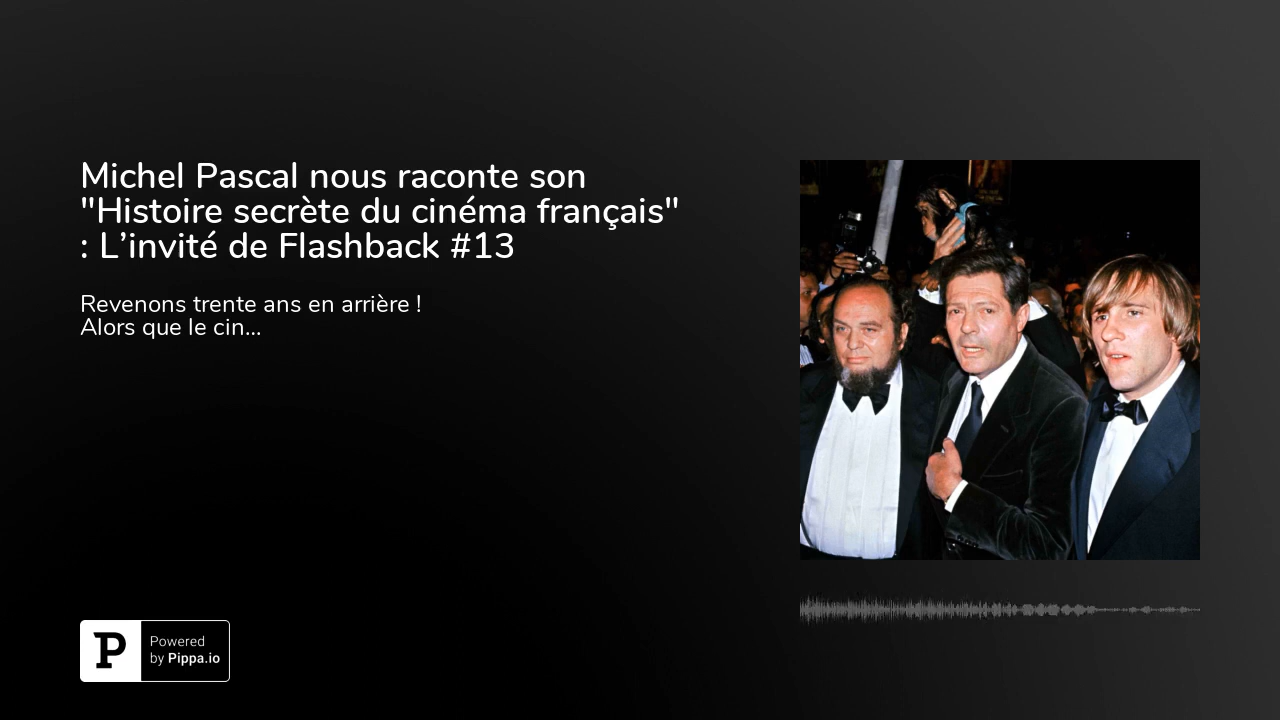 Michel Pascal nous raconte son
"Histoire secrète du cinéma français"
: L’invité de Flashback #13
Revenons trente ans en arrière !
Alors que le cin...
P
Powered
by Pippa.io